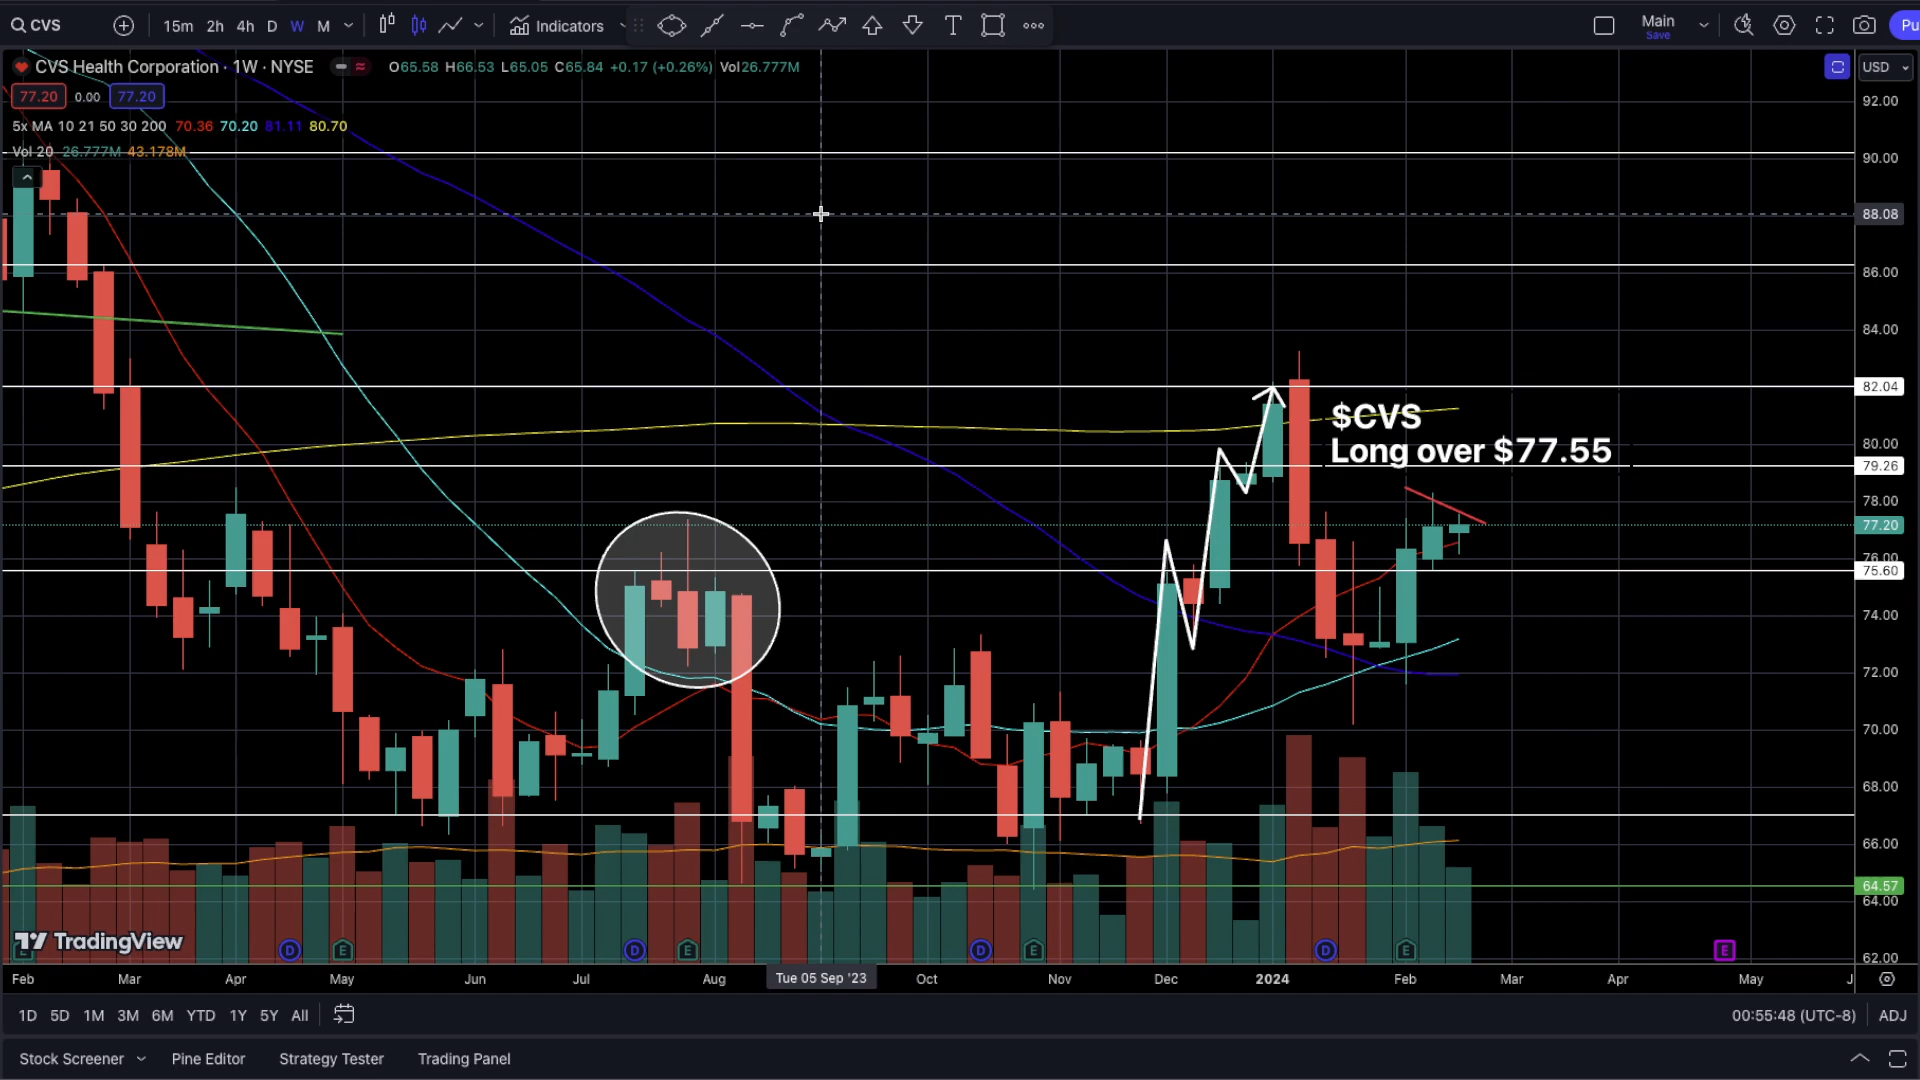 CVS 15m 2h 4h D W M Indicators Main Save Pu
CVS Health Corporation · 1W · NYSE O65.58 H66.53 L65.05 C65.84 +0.17 (+0.26%) Vol26.777M USD
77.20 0.00 77.20
5x MA 10 21 50 30 200 70.36 70.20 81.11 80.70
Vol 20 26.777M 43.178M
92.00
90.00
88.08
86.00
84.00
82.04
80.00
79.26
78.00
77.20
76.00
75.60
74.00
72.00
70.00
68.00
66.00
64.57
64.00
62.00
$CVS
Long over $77.55
TradingView
D E D E D E D E E
Feb Mar Apr May Jun Jul Aug Tue 05 Sep '23 Oct Nov Dec 2024 Feb Mar Apr May J
1D 5D 1M 3M 6M YTD 1Y 5Y All 00:55:48 (UTC-8) ADJ
Stock Screener Pine Editor Strategy Tester Trading Panel